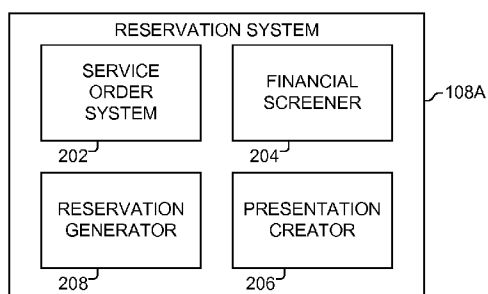 RESERVATION SYSTEM
SERVICE
ORDER
SYSTEM
202
FINANCIAL
SCREENER
204
108A
RESERVATION
GENERATOR
208
PRESENTATION
CREATOR
206